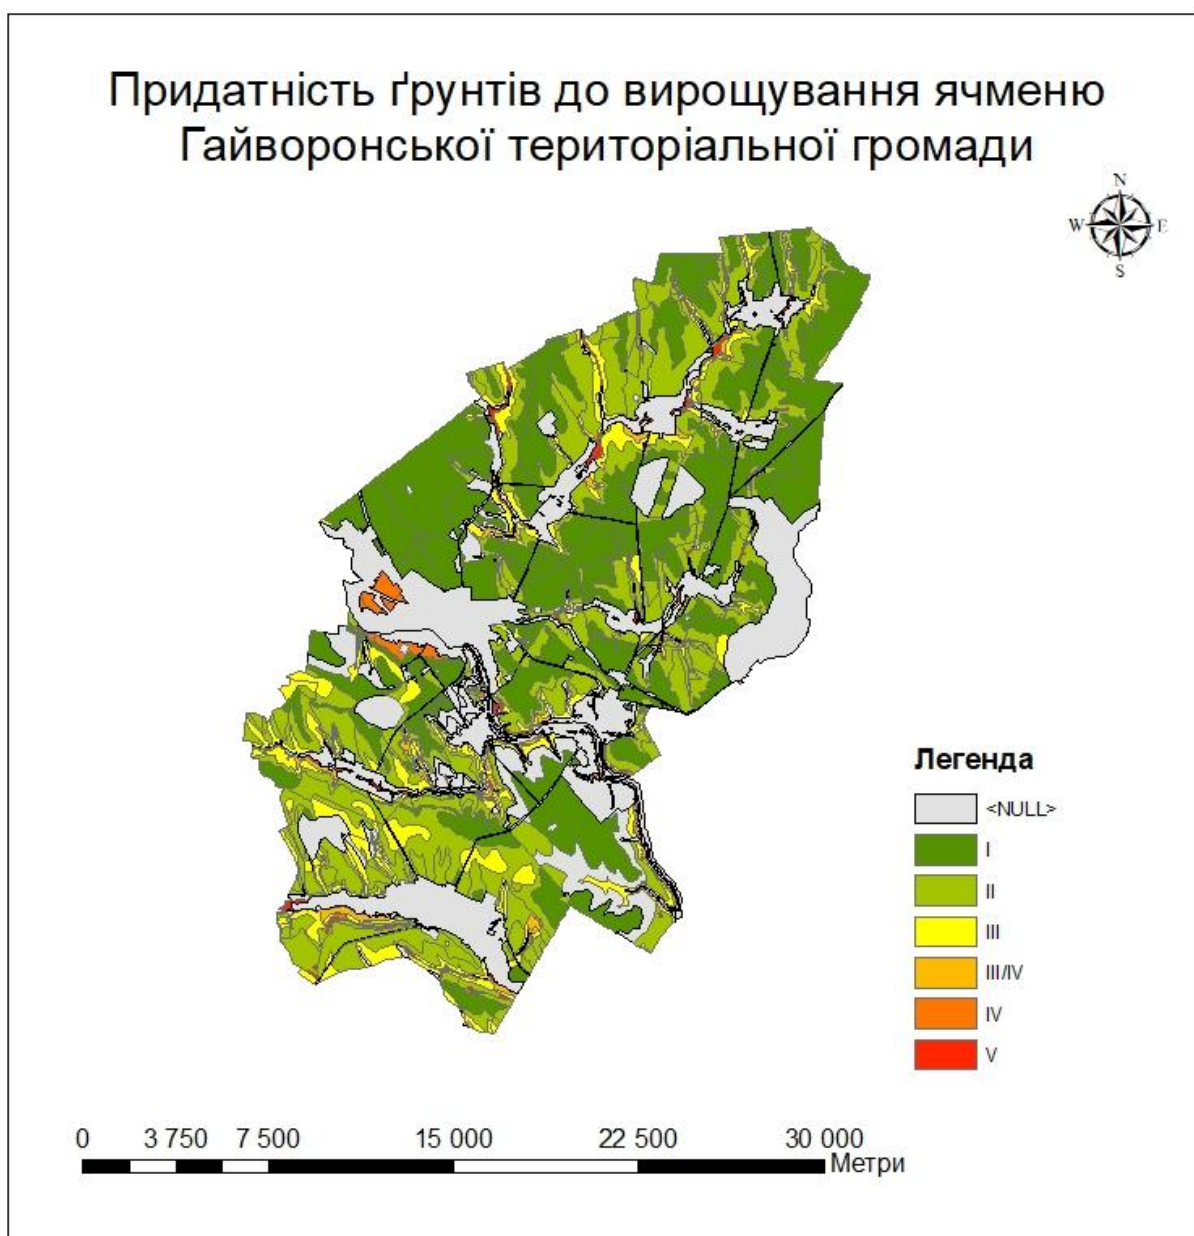 Придатність ґрунтів до вирощування ячменю
Гайворонської територіальної громади
N
W E
S
Легенда
<NULL>
I
II
III
III/IV
IV
V
0 3 750 7 500 15 000 22 500 30 000
Метри